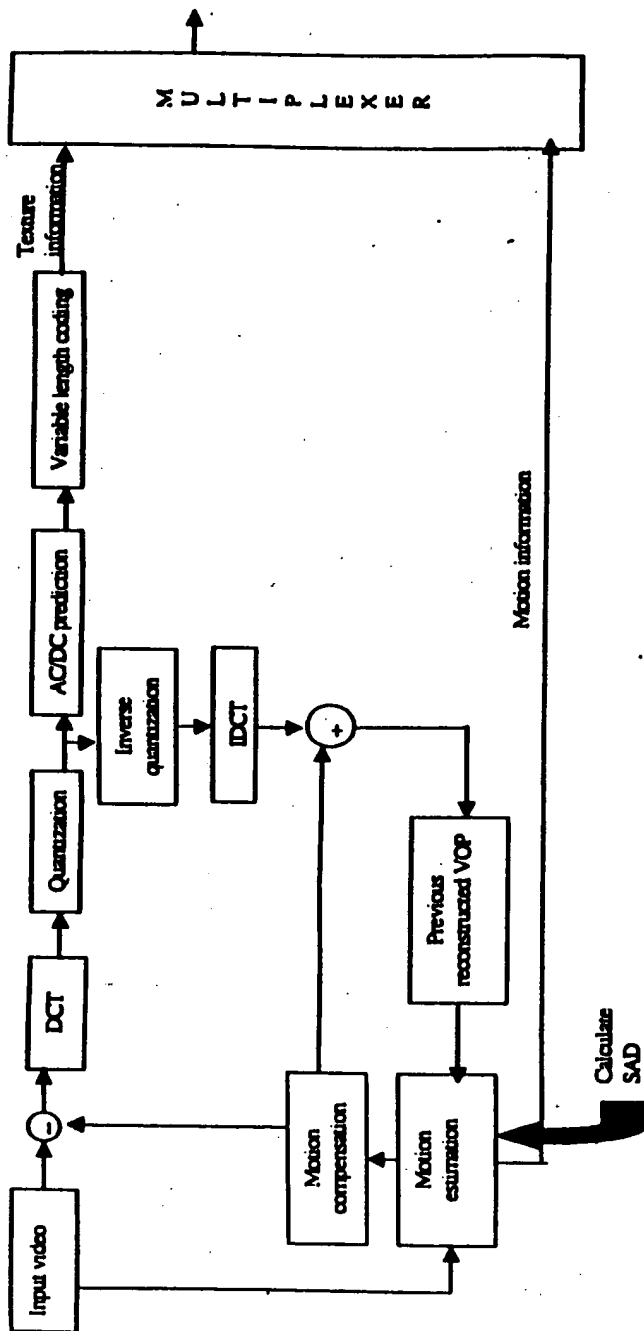 Input video
-
DCT
Quantization
AC/DC prediction
Variable length coding
Texture
information
MULTIPLEXER
Inverse
quantization
IDCT
+
Motion
compensation
Motion
estimation
Previous
reconstructed VOP
Motion information
Calculate
SAD